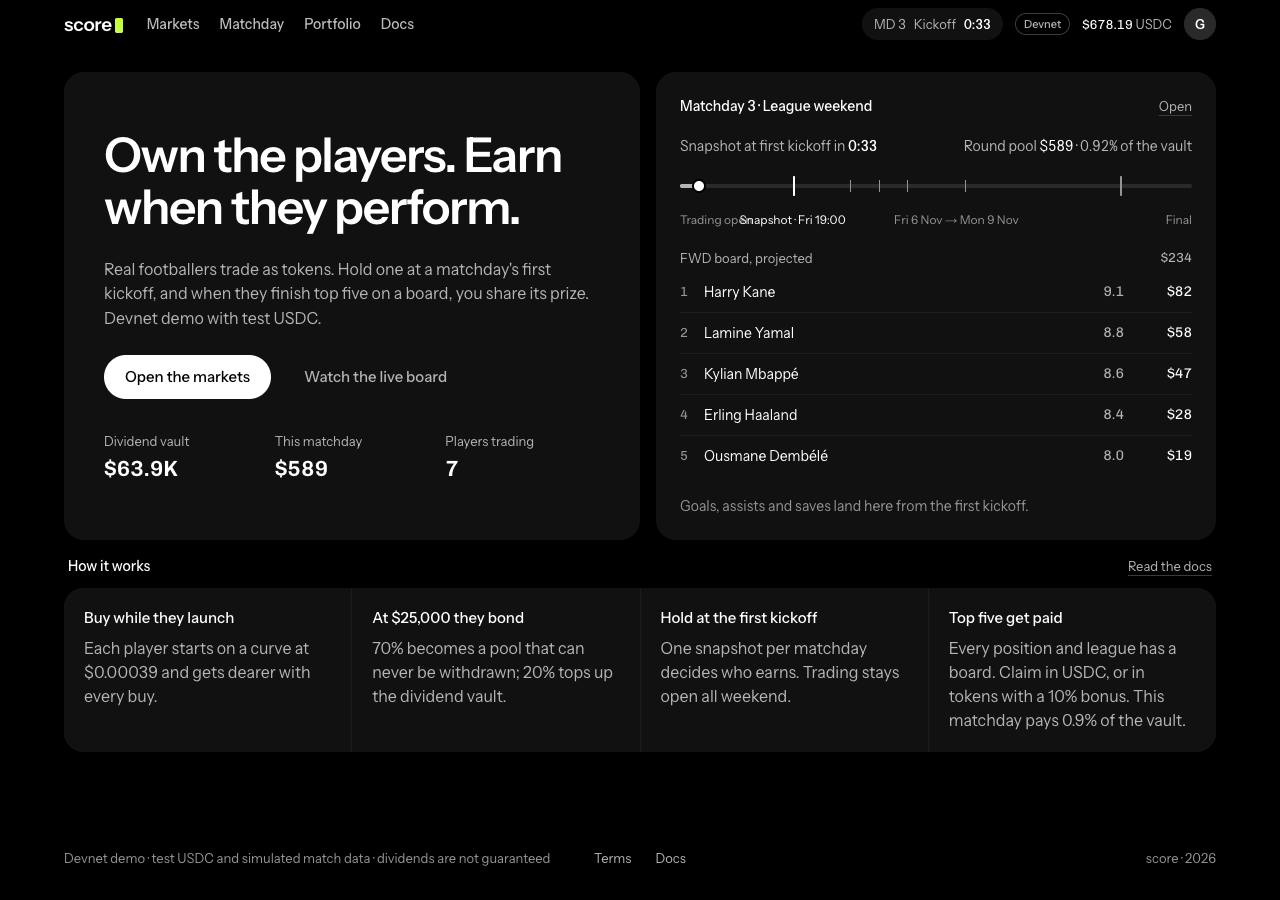 score Markets Matchday Portfolio Docs MD 3 Kickoff 0:33 Devnet $678.19 USDC G
Own the players. Earn
when they perform.
Real footballers trade as tokens. Hold one at a matchday's first
kickoff, and when they finish top five on a board, you share its prize.
Devnet demo with test USDC.
Open the markets Watch the live board
Dividend vault This matchday Players trading
$63.9K $589 7
Matchday 3 · League weekend Open
Snapshot at first kickoff in 0:33 Round pool $589 · 0.92% of the vault
Trading open Snapshot · Fri 19:00 Fri 6 Nov → Mon 9 Nov Final
FWD board, projected $234
1 Harry Kane 9.1 $82
2 Lamine Yamal 8.8 $58
3 Kylian Mbappé 8.6 $47
4 Erling Haaland 8.4 $28
5 Ousmane Dembélé 8.0 $19
Goals, assists and saves land here from the first kickoff.
How it works Read the docs
Buy while they launch
Each player starts on a curve at
$0.00039 and gets dearer with
every buy.
At $25,000 they bond
70% becomes a pool that can
never be withdrawn; 20% tops up
the dividend vault.
Hold at the first kickoff
One snapshot per matchday
decides who earns. Trading stays
open all weekend.
Top five get paid
Every position and league has a
board. Claim in USDC, or in
tokens with a 10% bonus. This
matchday pays 0.9% of the vault.
Devnet demo · test USDC and simulated match data · dividends are not guaranteed Terms Docs score · 2026